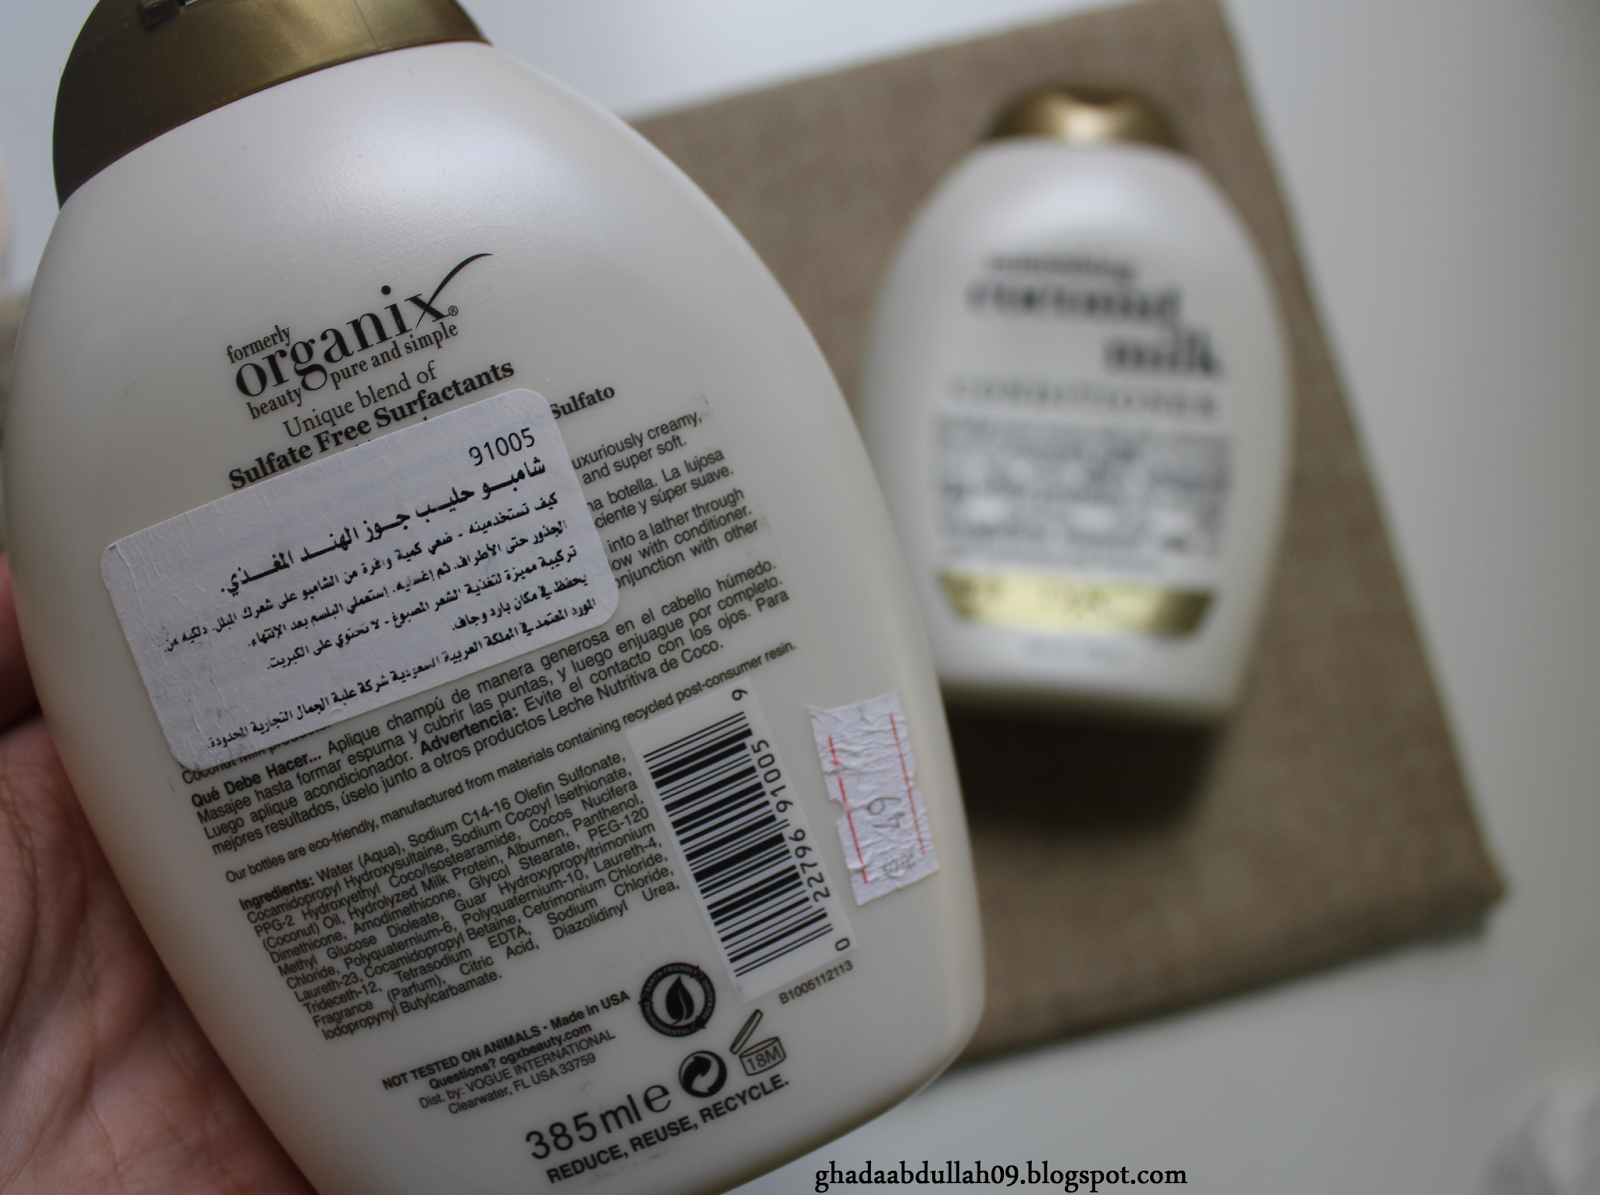 formerly
organix®
beauty pure and simple
Unique blend of
Sulfate Free Surfactants
Sulfato
uxuriously creamy,
and super soft.
na botella. La lujosa
ciente y súper suave.
into a lather through
ow with conditioner.
onjunction with other
91005
شامبو حليب جوز الهند المغذي.
كيف تستخدمينه - ضعي كمية وافرة من الشامبو على شعرك المبلل. دلكيه من
الجذور حتى الأطراف. ثم إغسليه. إستعملي البلسم بعد الإنتهاء.
تركيبة مميزة لتغذية الشعر المصبوغ - لا تحتوي على الكبريت.
يحفظ في مكان بارد وجاف.
المورد المعتمد في المملكة العربية السعودية شركة علبة الجمال التجارية المحدودة.
Coconut Milk
Qué Debe Hacer... Aplique champú de manera generosa en el cabello húmedo.
Masajee hasta formar espuma y cubrir las puntas, y luego enjuague por completo.
Luego aplique acondicionador. Advertencia: Evite el contacto con los ojos. Para
mejores resultados, úselo junto a otros productos Leche Nutritiva de Coco.
Our bottles are eco-friendly, manufactured from materials containing recycled post-consumer resin.
Ingredients: Water (Aqua), Sodium C14-16 Olefin Sulfonate,
Cocamidopropyl Hydroxysultaine, Sodium Cocoyl Isethionate,
PPG-2 Hydroxyethyl Coco/Isostearamide, Cocos Nucifera
(Coconut) Oil, Hydrolyzed Milk Protein, Albumen, Panthenol,
Dimethicone, Amodimethicone, Glycol Stearate, PEG-120
Methyl Glucose Dioleate, Guar Hydroxypropyltrimonium
Chloride, Polyquaternium-6, Polyquaternium-10, Laureth-4,
Laureth-23, Cocamidopropyl Betaine, Cetrimonium Chloride,
Trideceth-12, Tetrasodium EDTA, Sodium Chloride,
Fragrance (Parfum), Citric Acid, Diazolidinyl Urea,
Iodopropynyl Butylcarbamate.
0 22796 91005 9
B1005112113
49
NOT TESTED ON ANIMALS • Made in USA
Questions? ogxbeauty.com
Dist. by: VOGUE INTERNATIONAL
Clearwater, FL USA 33759
18M
385ml e
REDUCE, REUSE, RECYCLE.
coconut
milk
CONDITIONER
ghadaabdullah09.blogspot.com